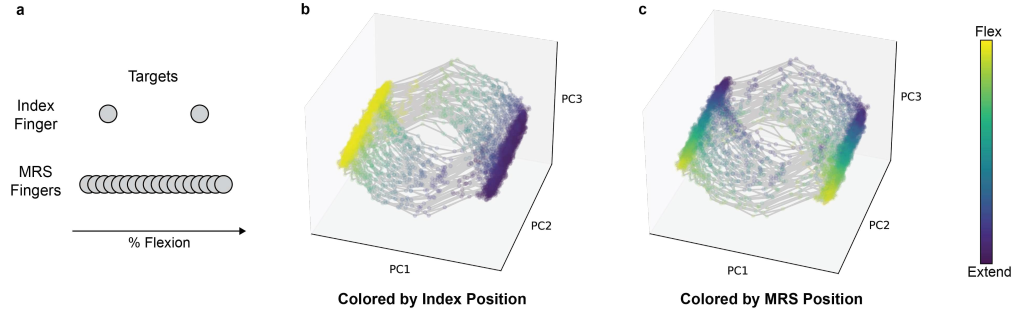 a
Targets
Index
Finger
MRS
Fingers
% Flexion
b
PC3
PC2
PC1
Colored by Index Position
c
PC3
PC2
PC1
Colored by MRS Position
Flex
Extend